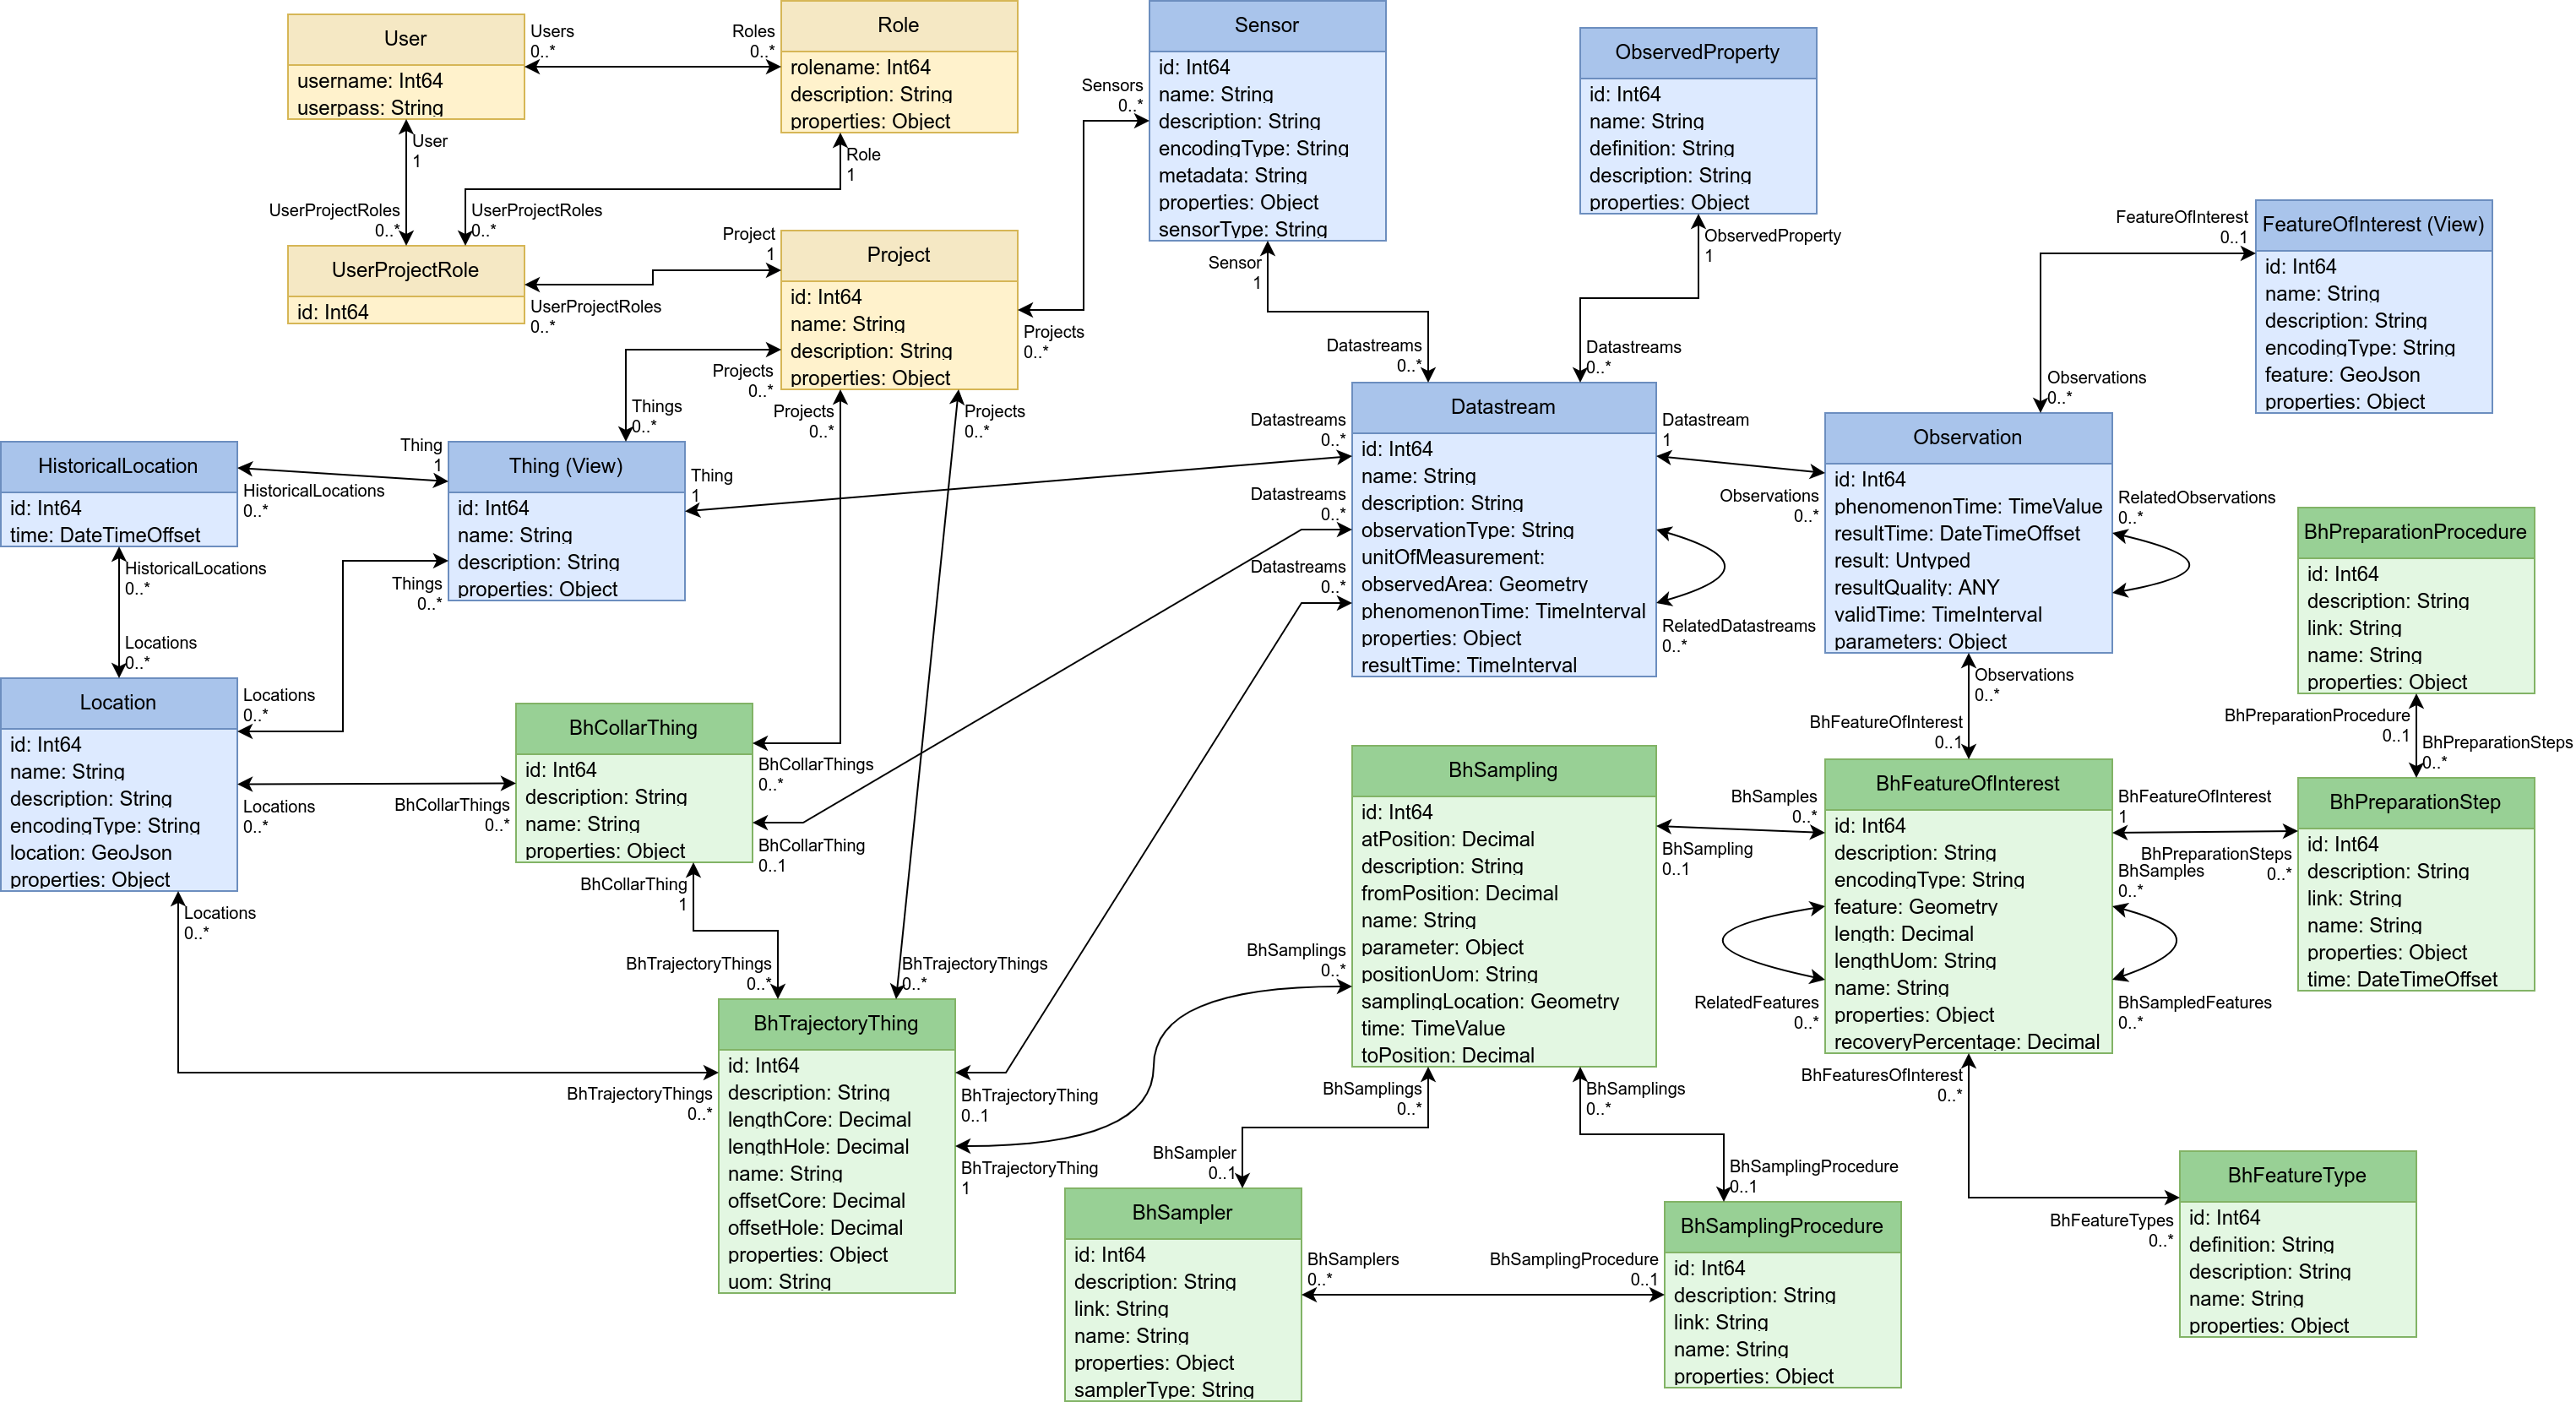 User
username: Int64
userpass: String
Users
0..*
Roles
0..*
Role
rolename: Int64
description: String
properties: Object
User
1
Role
1
UserProjectRoles
0..*
UserProjectRoles
0..*
UserProjectRole
id: Int64
UserProjectRoles
0..*
Project
1
Project
id: Int64
name: String
description: String
properties: Object
Sensors
0..*
Projects
0..*
Projects
0..*
Projects
0..*
Projects
0..*
Sensor
id: Int64
name: String
description: String
encodingType: String
metadata: String
properties: Object
sensorType: String
Sensor
1
ObservedProperty
id: Int64
name: String
definition: String
description: String
properties: Object
ObservedProperty
1
FeatureOfInterest
0..1
FeatureOfInterest (View)
id: Int64
name: String
description: String
encodingType: String
feature: GeoJson
properties: Object
Datastreams
0..*
Datastreams
0..*
Observations
0..*
Things
0..*
HistoricalLocation
id: Int64
time: DateTimeOffset
Thing
1
HistoricalLocations
0..*
Thing (View)
id: Int64
name: String
description: String
properties: Object
Thing
1
Datastreams
0..*
Datastreams
0..*
Datastreams
0..*
Datastream
id: Int64
name: String
description: String
observationType: String
unitOfMeasurement:
observedArea: Geometry
phenomenonTime: TimeInterval
properties: Object
resultTime: TimeInterval
Datastream
1
Observations
0..*
RelatedDatastreams
0..*
Observation
id: Int64
phenomenonTime: TimeValue
resultTime: DateTimeOffset
result: Untyped
resultQuality: ANY
validTime: TimeInterval
parameters: Object
RelatedObservations
0..*
BhPreparationProcedure
id: Int64
description: String
link: String
name: String
properties: Object
HistoricalLocations
0..*
Things
0..*
Locations
0..*
Location
id: Int64
name: String
description: String
encodingType: String
location: GeoJson
properties: Object
Locations
0..*
Locations
0..*
BhCollarThings
0..*
Locations
0..*
BhCollarThing
id: Int64
description: String
name: String
properties: Object
BhCollarThings
0..*
BhCollarThing
0..1
BhCollarThing
1
BhTrajectoryThings
0..*
BhTrajectoryThings
0..*
BhTrajectoryThings
0..*
BhTrajectoryThing
id: Int64
description: String
lengthCore: Decimal
lengthHole: Decimal
name: String
offsetCore: Decimal
offsetHole: Decimal
properties: Object
uom: String
BhTrajectoryThing
0..1
BhTrajectoryThing
1
BhSamplings
0..*
BhSampling
id: Int64
atPosition: Decimal
description: String
fromPosition: Decimal
name: String
parameter: Object
positionUom: String
samplingLocation: Geometry
time: TimeValue
toPosition: Decimal
Observations
0..*
BhFeatureOfInterest
0..1
BhSamples
0..*
BhSampling
0..1
BhFeatureOfInterest
id: Int64
description: String
encodingType: String
feature: Geometry
length: Decimal
lengthUom: String
name: String
properties: Object
recoveryPercentage: Decimal
RelatedFeatures
0..*
BhFeatureOfInterest
1
BhPreparationSteps
0..*
BhSamples
0..*
BhSampledFeatures
0..*
BhPreparationProcedure
0..1
BhPreparationSteps
0..*
BhPreparationStep
id: Int64
description: String
link: String
name: String
properties: Object
time: DateTimeOffset
BhSamplings
0..*
BhSamplings
0..*
BhSampler
0..1
BhSamplingProcedure
0..1
BhFeaturesOfInterest
0..*
BhFeatureTypes
0..*
BhSampler
id: Int64
description: String
link: String
name: String
properties: Object
samplerType: String
BhSamplers
0..*
BhSamplingProcedure
0..1
BhSamplingProcedure
id: Int64
description: String
link: String
name: String
properties: Object
BhFeatureType
id: Int64
definition: String
description: String
name: String
properties: Object